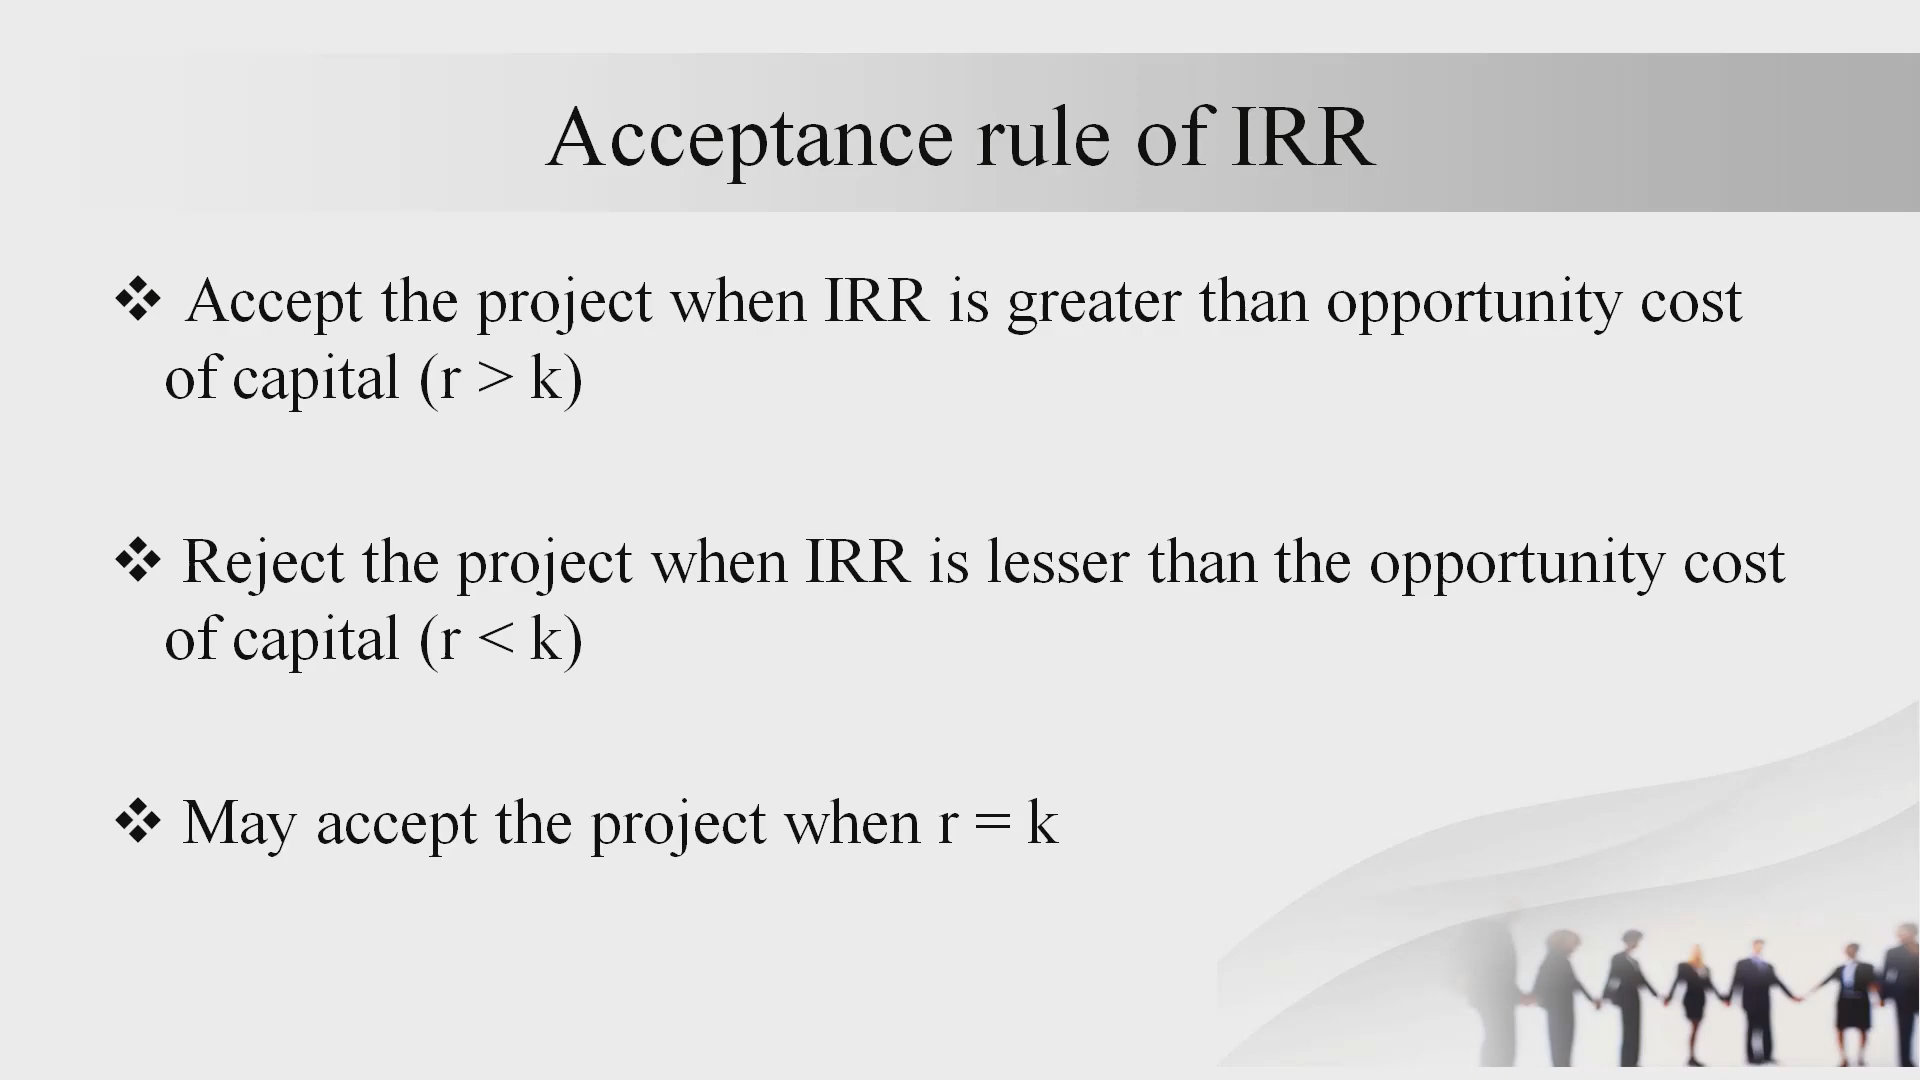 Acceptance rule of IRR
❖ Accept the project when IRR is greater than opportunity cost
of capital (r > k)
❖ Reject the project when IRR is lesser than the opportunity cost
of capital (r < k)
❖ May accept the project when r = k